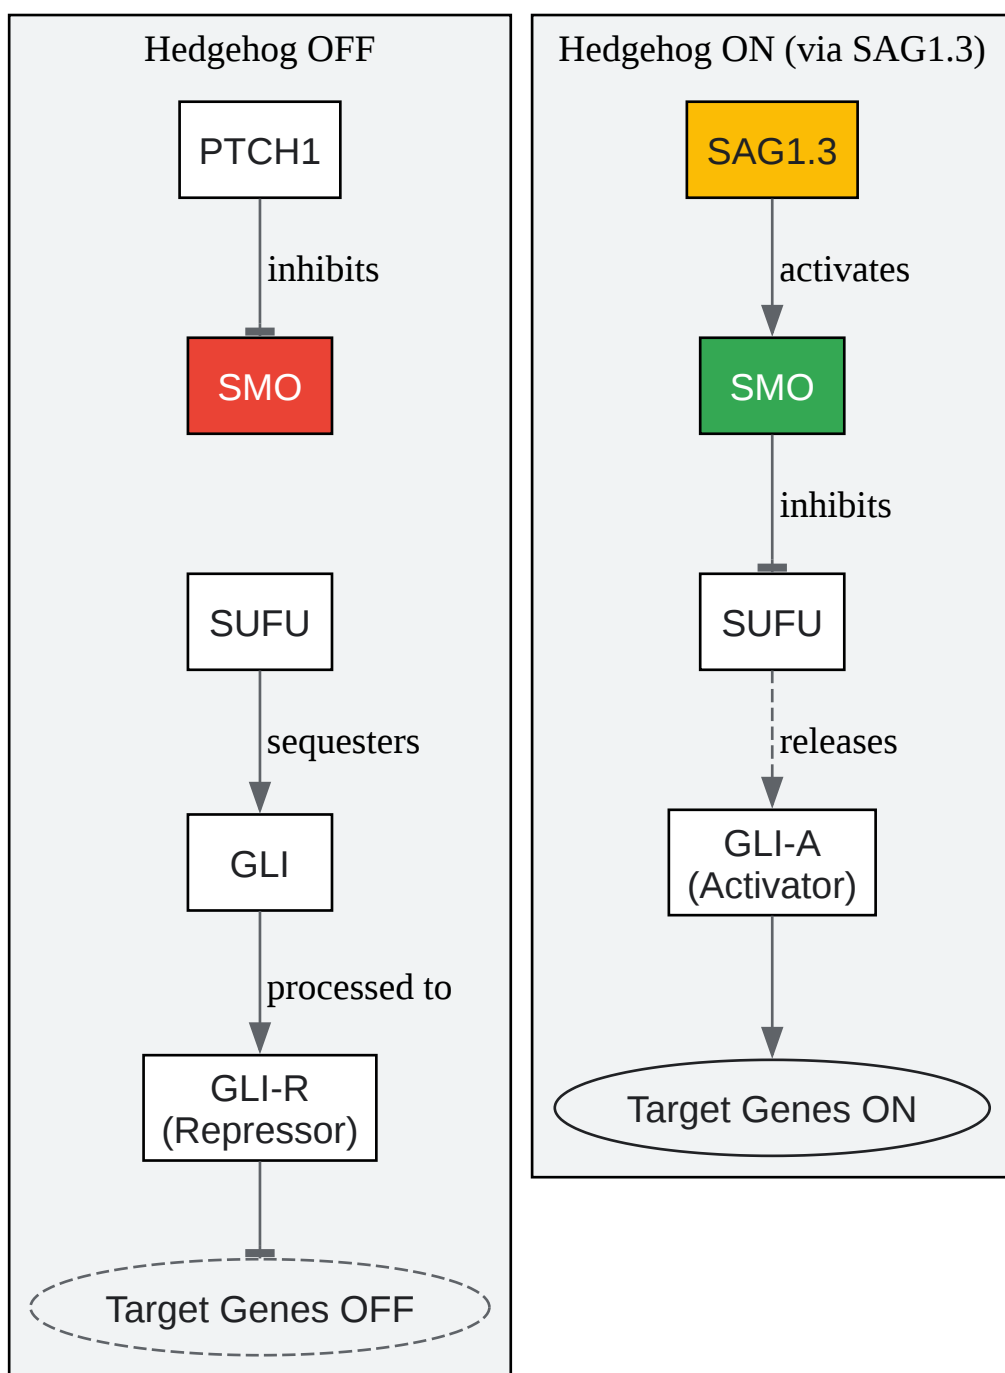 Hedgehog OFF
PTCH1
inhibits
SMO
SUFU
sequesters
GLI
processed to
GLI-R
(Repressor)
Target Genes OFF
Hedgehog ON (via SAG1.3)
SAG1.3
activates
SMO
inhibits
SUFU
releases
GLI-A
(Activator)
Target Genes ON